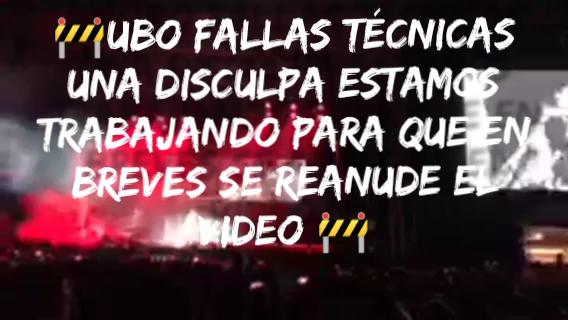 🚧UBO FALLAS TÉCNICAS
UNA DISCULPA ESTAMOS
TRABAJANDO PARA QUE EN
BREVES SE REANUDE EL
VIDEO 🚧